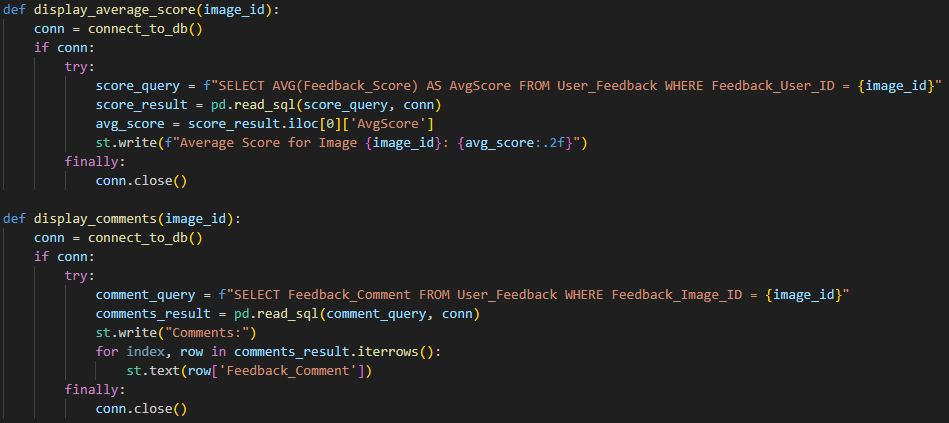 def display_average_score(image_id):
    conn = connect_to_db()
    if conn:
        try:
            score_query = f"SELECT AVG(Feedback_Score) AS AvgScore FROM User_Feedback WHERE Feedback_User_ID = {image_id}"
            score_result = pd.read_sql(score_query, conn)
            avg_score = score_result.iloc[0]['AvgScore']
            st.write(f"Average Score for Image {image_id}: {avg_score:.2f}")
        finally:
            conn.close()

def display_comments(image_id):
    conn = connect_to_db()
    if conn:
        try:
            comment_query = f"SELECT Feedback_Comment FROM User_Feedback WHERE Feedback_Image_ID = {image_id}"
            comments_result = pd.read_sql(comment_query, conn)
            st.write("Comments:")
            for index, row in comments_result.iterrows():
                st.text(row['Feedback_Comment'])
        finally:
            conn.close()